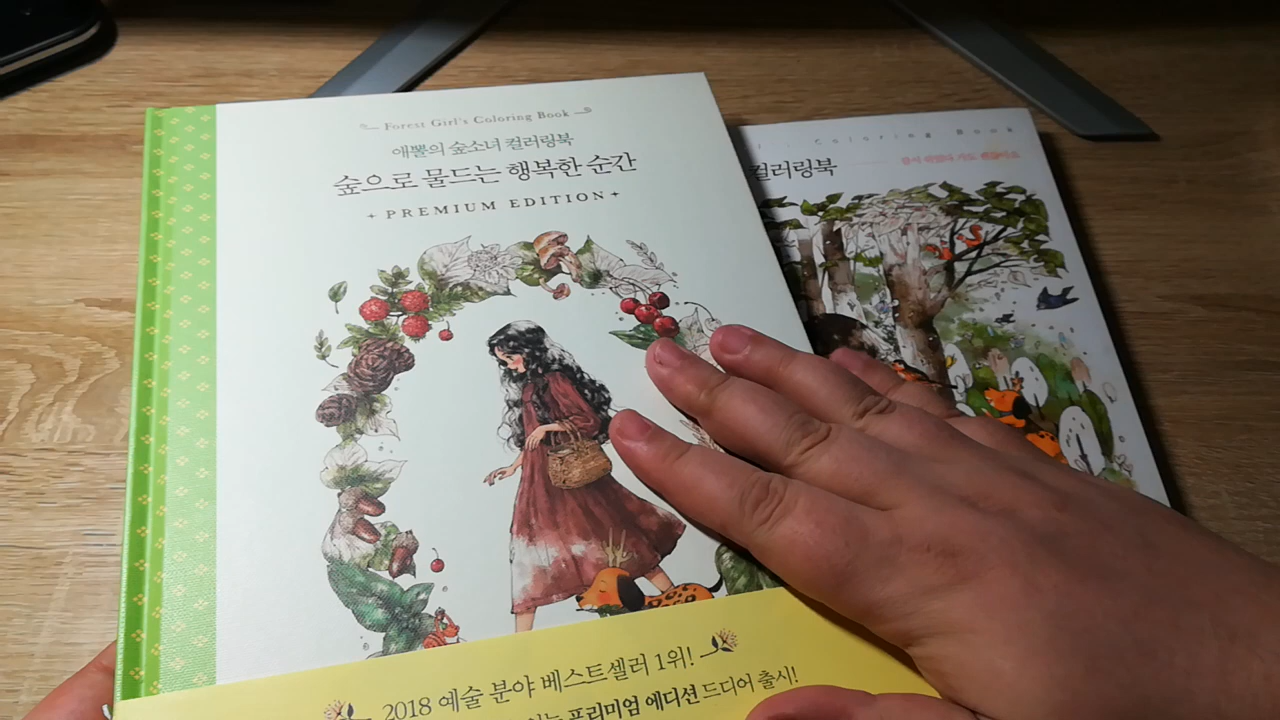 Forest Girl's Coloring Book
애뽈의 숲소녀 컬러링북
숲으로 물드는 행복한 순간
PREMIUM EDITION
2018 예술 분야 베스트셀러 1위!
프리미엄 에디션 드디어 출시!
Coloring Book
컬러링북